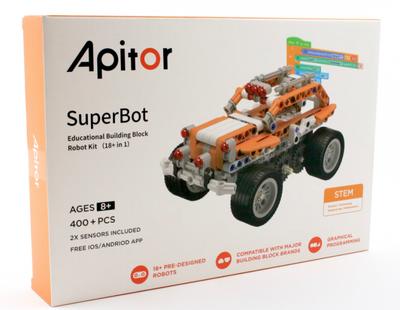 Apitor
Apitor
SuperBot
Educational Building Block
Robot Kit (18+ in 1)
AGES 8+
400 + PCS
2X SENSORS INCLUDED
FREE IOS/ANDRIOD APP
STEM
18+ PRE-DESIGNED
ROBOTS
COMPATIBLE WITH MAJOR
BUILDING BLOCK BRANDS
GRAPHICAL
PROGRAMMING